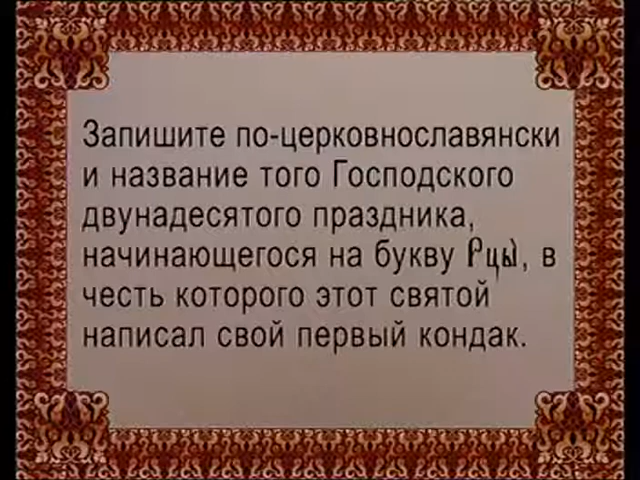 Запишите по-церковнославянски
и название того Господского
двунадесятого праздника,
начинающегося на букву Рцы, в
честь которого этот святой
написал свой первый кондак.